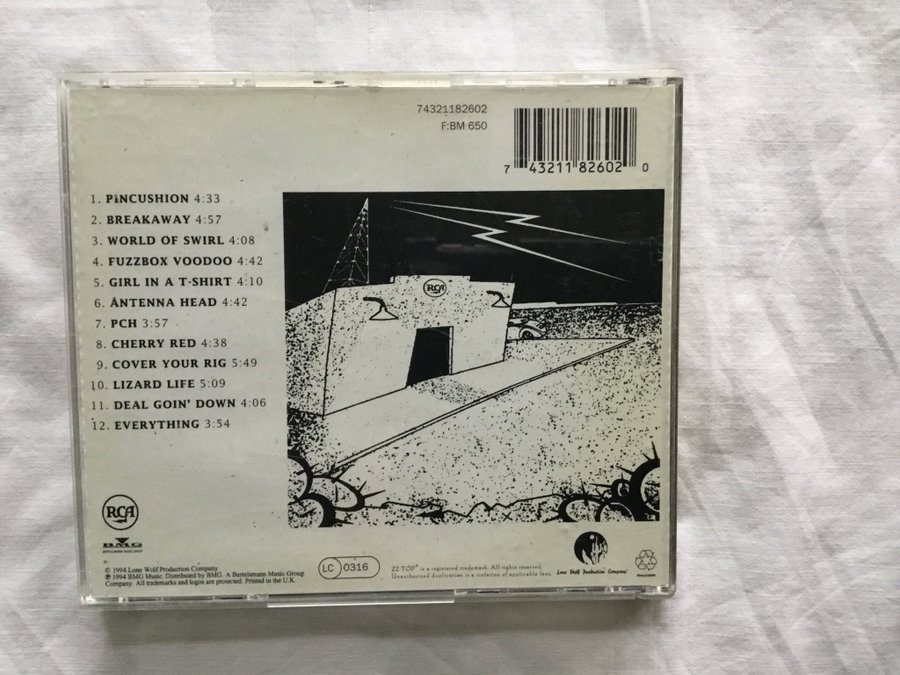 74321182602
F:BM 650
7 43211 82602 0
1. PINCUSHION 4:33
2. BREAKAWAY 4:57
3. WORLD OF SWIRL 4:08
4. FUZZBOX VOODOO 4:42
5. GIRL IN A T-SHIRT 4:10
6. ANTENNA HEAD 4:42
7. PCH 3:57
8. CHERRY RED 4:38
9. COVER YOUR RIG 5:49
10. LIZARD LIFE 5:09
11. DEAL GOIN' DOWN 4:06
12. EVERYTHING 3:54
RCA
RCA
BMG
BERTELSMANN MUSIC GROUP
© 1994 Lone Wolf Production Company
℗ 1994 BMG Music. Distributed by BMG. A Bertelsmann Music Group
Company. All trademarks and logos are protected. Printed in the U.K.
LC 0316
ZZ TOP® is a registered trademark. All rights reserved.
Unauthorized duplication is a violation of applicable laws.
Lone Wolf Production Company
Recyclable